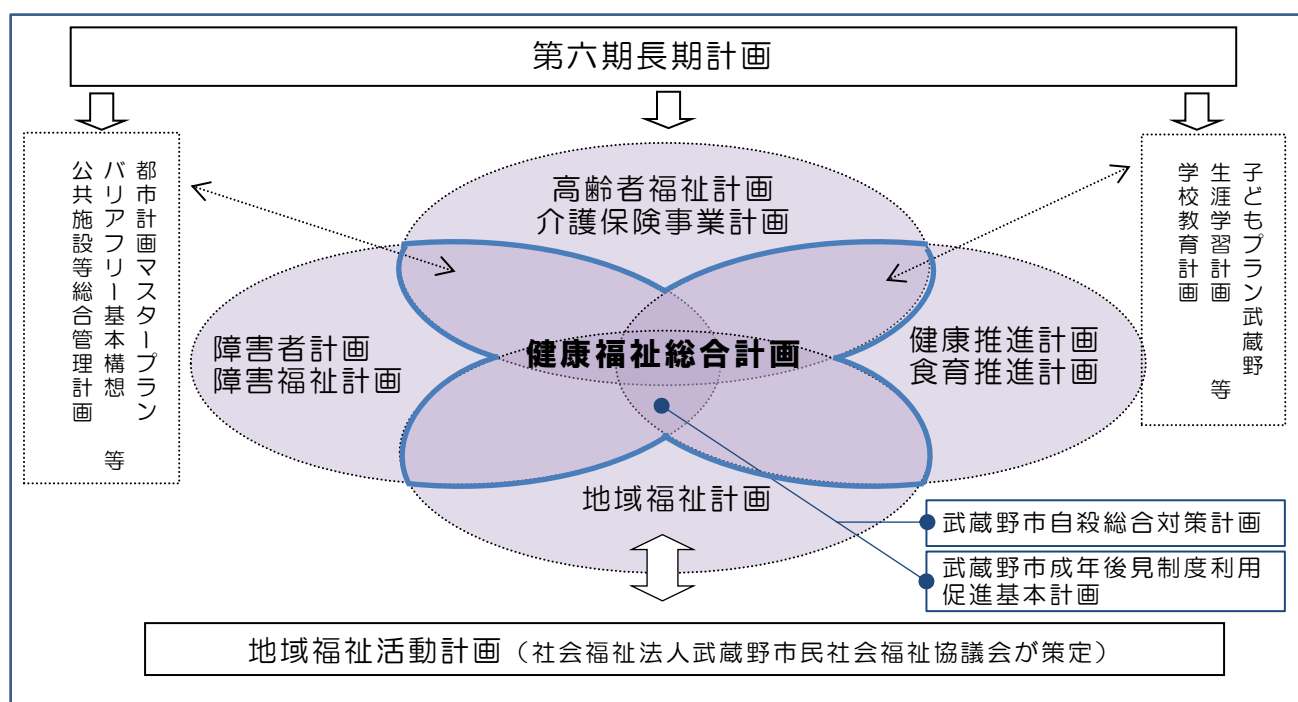 第六期長期計画
都市計画マスタープラン
バリアフリー基本構想　等
公共施設等総合管理計画
高齢者福祉計画
介護保険事業計画
子どもプラン武蔵野
生涯学習計画　等
学校教育計画
障害者計画
障害福祉計画
健康福祉総合計画
健康推進計画
食育推進計画
地域福祉計画
武蔵野市自殺総合対策計画
武蔵野市成年後見制度利用
促進基本計画
地域福祉活動計画（社会福祉法人武蔵野市民社会福祉協議会が策定）